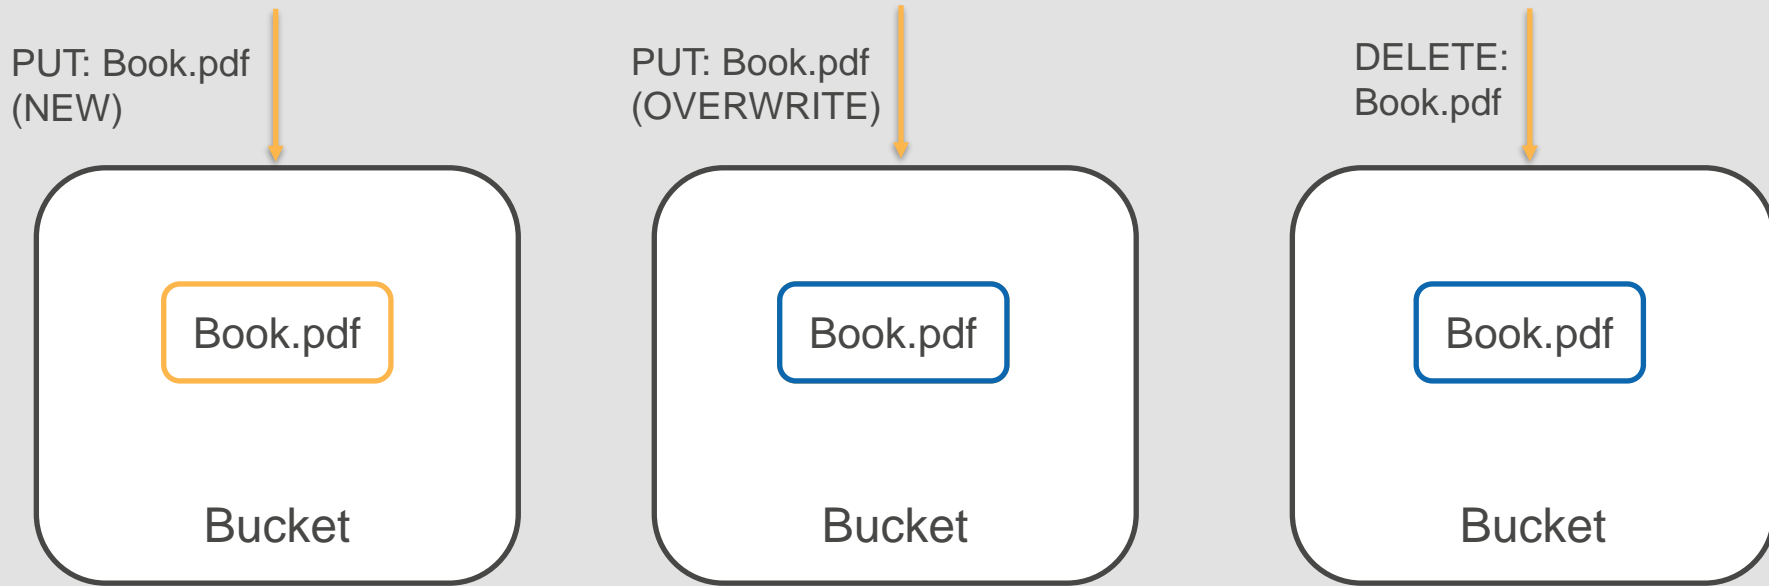 PUT: Book.pdf
(NEW)
Book.pdf
Bucket
PUT: Book.pdf
(OVERWRITE)
Book.pdf
Bucket
DELETE:
Book.pdf
Book.pdf
Bucket